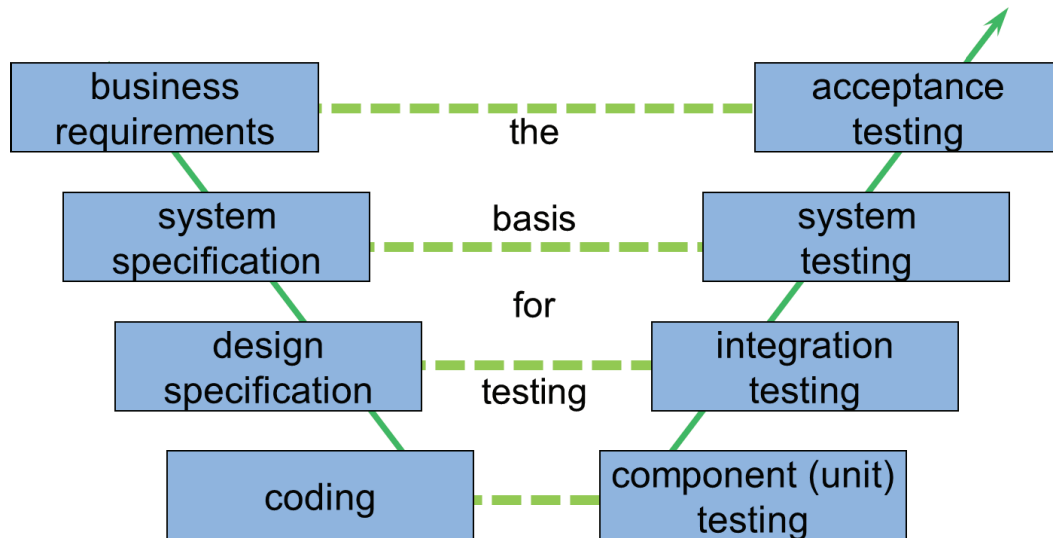 business
requirements
acceptance
testing
the
system
specification
basis
system
testing
for
design
specification
testing
integration
testing
coding
component (unit)
testing